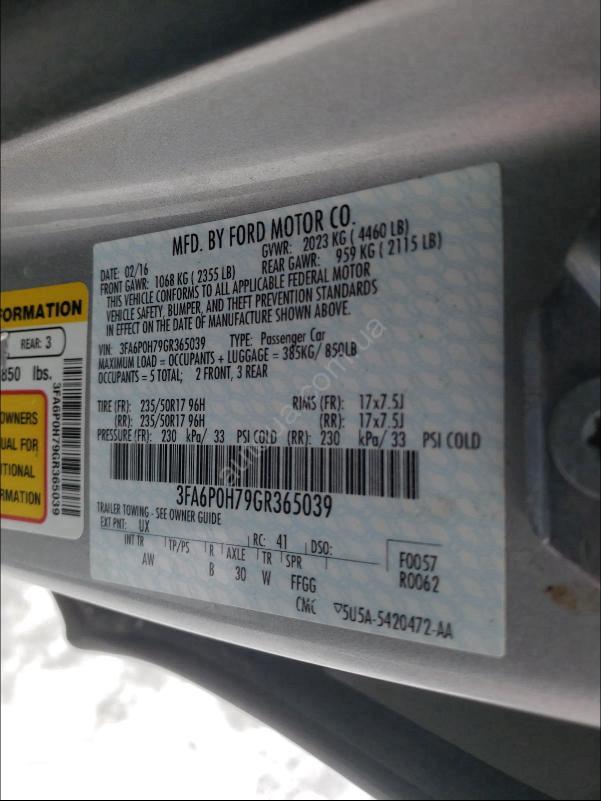 MFD. BY FORD MOTOR CO.
DATE: 02/16 GVWR: 2023 KG ( 4460 LB)
FRONT GAWR: 1068 KG ( 2355 LB) REAR GAWR: 959 KG ( 2115 LB)
THIS VEHICLE CONFORMS TO ALL APPLICABLE FEDERAL MOTOR
VEHICLE SAFETY, BUMPER, AND THEFT PREVENTION STANDARDS
IN EFFECT ON THE DATE OF MANUFACTURE SHOWN ABOVE.
VIN: 3FA6P0H79GR365039 TYPE: Passenger Car
MAXIMUM LOAD = OCCUPANTS + LUGGAGE = 385KG/ 850LB
OCCUPANTS = 5 TOTAL; 2 FRONT, 3 REAR
TIRE (FR): 235/50R17 96H RIMS (FR): 17x7.5J
(RR): 235/50R17 96H (RR): 17x7.5J
PRESSURE (FR): 230 kPa/ 33 PSI COLD (RR): 230 kPa/ 33 PSI COLD
3FA6P0H79GR365039
TRAILER TOWING - SEE OWNER GUIDE
EXT PNT: UX RC: 41 DSO:
INT TR TP/PS R AXLE TR SPR F0057
AW B 30 W FFGG R0062
CMC ▽5U5A-5420472-AA
FORMATION
REAR: 3
850 lbs.
OWNERS
UAL FOR
ITIONAL
RMATION
3FA6P0H79GR365039